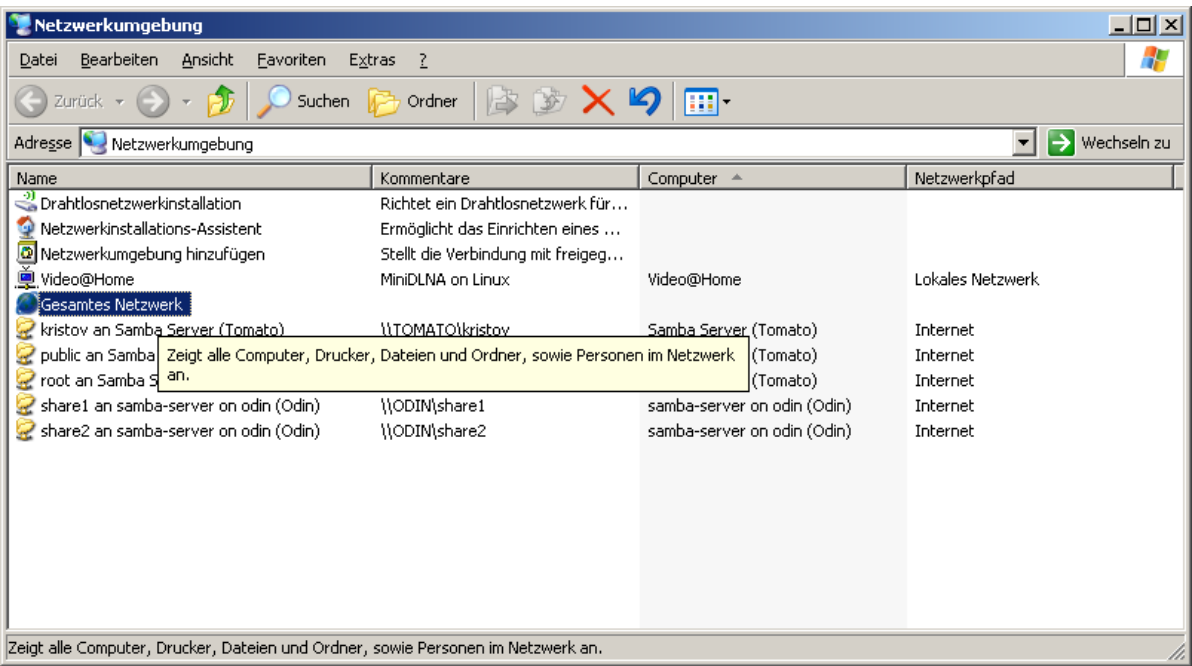 Netzwerkumgebung
Datei Bearbeiten Ansicht Favoriten Extras ?
Zurück Suchen Ordner
Adresse Netzwerkumgebung Wechseln zu
Name Kommentare Computer Netzwerkpfad
Drahtlosnetzwerkinstallation Richtet ein Drahtlosnetzwerk für...
Netzwerkinstallations-Assistent Ermöglicht das Einrichten eines ...
Netzwerkumgebung hinzufügen Stellt die Verbindung mit freigeg...
Video@Home MiniDLNA on Linux Video@Home Lokales Netzwerk
Gesamtes Netzwerk
kristov an Samba Server (Tomato) \\TOMATO\kristov Samba Server (Tomato) Internet
public an Samba (Tomato) Internet
root an Samba S (Tomato) Internet
Zeigt alle Computer, Drucker, Dateien und Ordner, sowie Personen im Netzwerk
an.
share1 an samba-server on odin (Odin) \\ODIN\share1 samba-server on odin (Odin) Internet
share2 an samba-server on odin (Odin) \\ODIN\share2 samba-server on odin (Odin) Internet
Zeigt alle Computer, Drucker, Dateien und Ordner, sowie Personen im Netzwerk an.